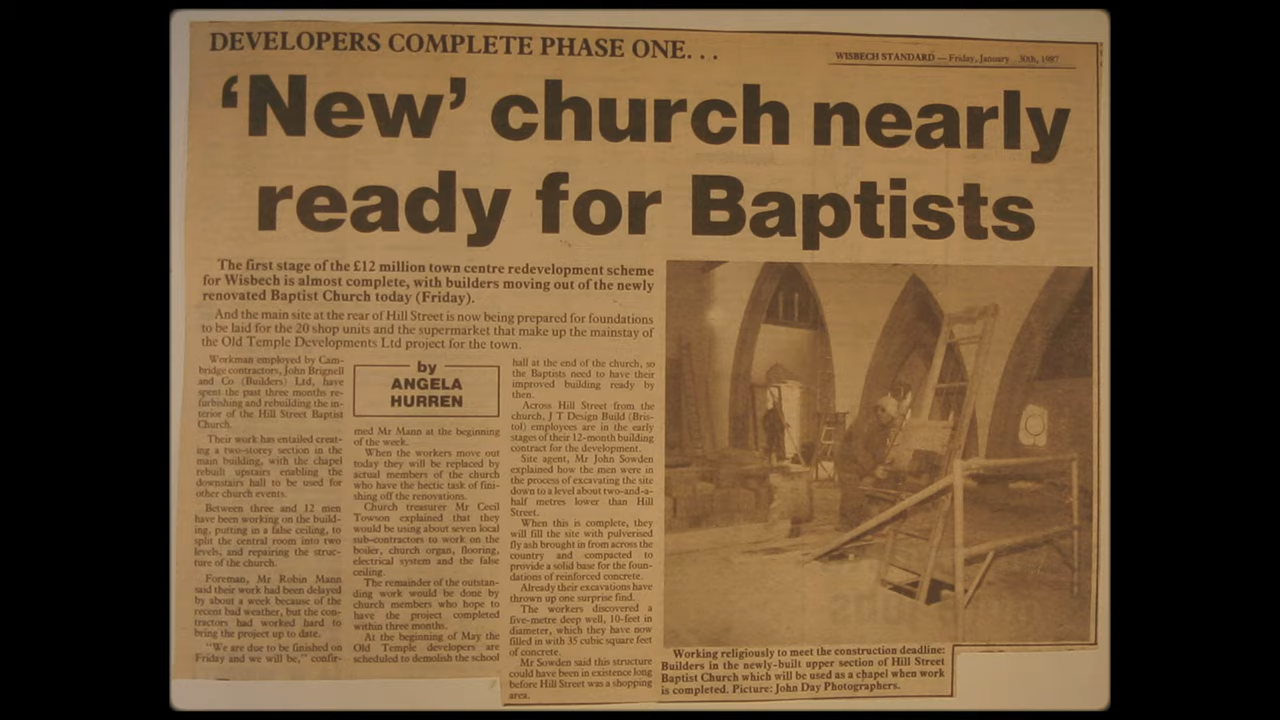 DEVELOPERS COMPLETE PHASE ONE. . .
WISBECH STANDARD — Friday, January 30th, 1987
‘New’ church nearly
ready for Baptists
The first stage of the £12 million town centre redevelopment scheme
for Wisbech is almost complete, with builders moving out of the newly
renovated Baptist Church today (Friday).
And the main site at the rear of Hill Street is now being prepared for foundations
to be laid for the 20 shop units and the supermarket that make up the mainstay of
the Old Temple Developments Ltd project for the town.
Workman employed by Cam-
bridge contractors, John Brignell
and Co (Builders) Ltd, have
spent the past three months re-
furbishing and rebuilding the in-
terior of the Hill Street Baptist
Church.
Their work has entailed creat-
ing a two-storey section in the
main building, with the chapel
rebuilt upstairs enabling the
downstairs hall to be used for
other church events.
Between three and 12 men
have been working on the build-
ing, putting in a false ceiling, to
split the central room into two
levels, and repairing the struc-
ture of the church.
Foreman, Mr Robin Mann
said their work had been delayed
by about a week because of the
recent bad weather, but the con-
tractors had worked hard to
bring the project up to date.
“We are due to be finished on
Friday and we will be,” confir-
by
ANGELA
HURREN
med Mr Mann at the beginning
of the week.
When the workers move out
today they will be replaced by
actual members of the church
who have the hectic task of fini-
shing off the renovations.
Church treasurer Mr Cecil
Towson explained that they
would be using about seven local
sub-contractors to work on the
boiler, church organ, flooring,
electrical system and the false
ceiling.
The remainder of the outstan-
ding work would be done by
church members who hope to
have the project completed
within three months.
At the beginning of May the
Old Temple developers are
scheduled to demolish the school
hall at the end of the church, so
the Baptists need to have their
improved building ready by
then.
Across Hill Street from the
church, J T Design Build (Bris-
tol) employees are in the early
stages of their 12-month building
contract for the development.
Site agent, Mr John Sowden
explained how the men were in
the process of excavating the site
down to a level about two-and-a-
half metres lower than Hill
Street.
When this is complete, they
will fill the site with pulverised
fly ash brought in from across the
country and compacted to
provide a solid base for the foun-
dations of reinforced concrete.
Already their excavations have
thrown up one surprise find.
The workers discovered a
five-metre deep well, 10-feet in
diameter, which they have now
filled in with 35 cubic square feet
of concrete.
Mr Sowden said this structure
could have been in existence long
before Hill Street was a shopping
area.
Working religiously to meet the construction deadline:
Builders in the newly-built upper section of Hill Street
Baptist Church which will be used as a chapel when work
is completed. Picture: John Day Photographers.